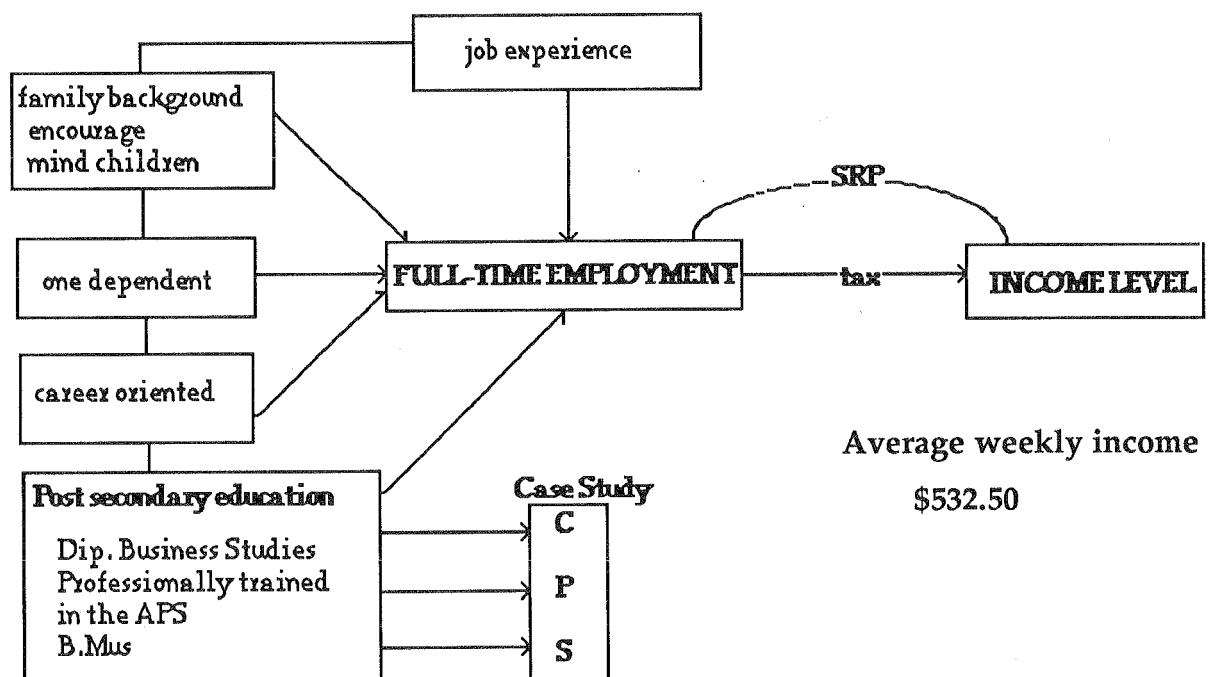 job experience
family background
encourage
mind children
SRP
one dependent
FULL-TIME EMPLOYMENT
tax
INCOME LEVEL
career oriented
Average weekly income
$532.50
Post secondary education
Case Study
Dip. Business Studies
Professionally trained
in the APS
B.Mus
C
P
S